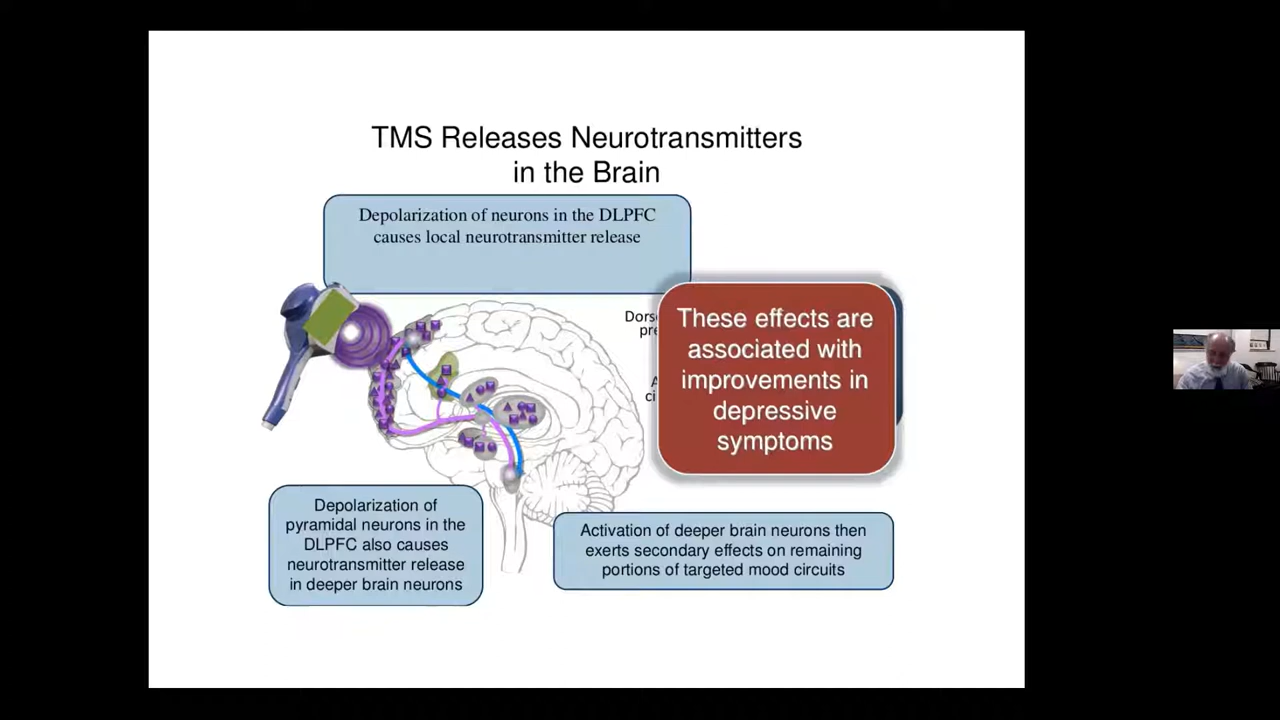 TMS Releases Neurotransmitters
in the Brain
Depolarization of neurons in the DLPFC
causes local neurotransmitter release
These effects are
associated with
improvements in
depressive
symptoms
Depolarization of
pyramidal neurons in the
DLPFC also causes
neurotransmitter release
in deeper brain neurons
Activation of deeper brain neurons then
exerts secondary effects on remaining
portions of targeted mood circuits